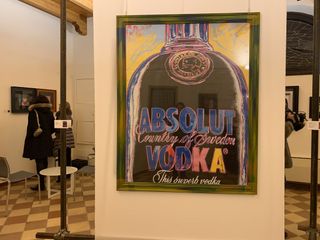 ABSOLUT
Country of Sweden
VODKA
This superb vodka